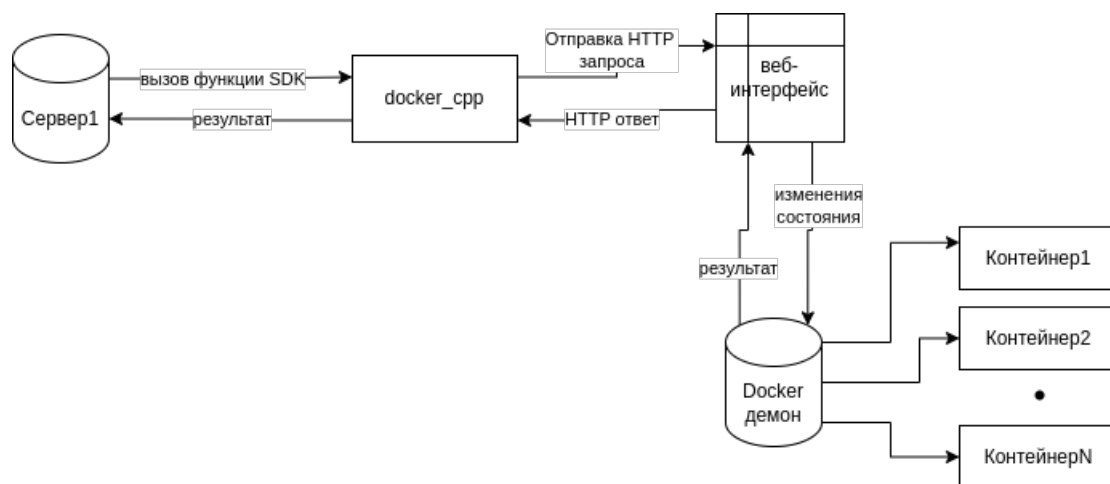 Сервер1
вызов функции SDK
результат
docker_cpp
Отправка HTTP
запроса
HTTP ответ
веб-
интерфейс
изменения
состояния
результат
Docker
демон
Контейнер1
Контейнер2
КонтейнерN